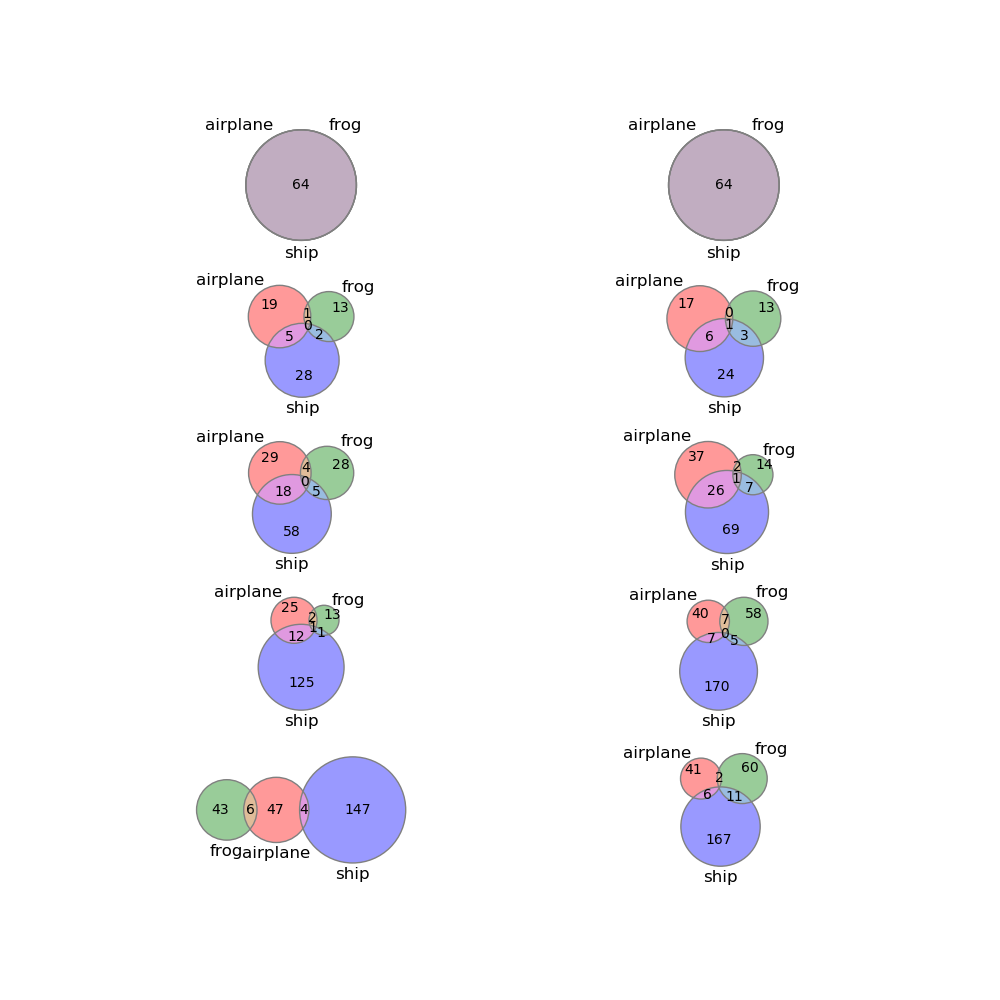 airplane frog
64
ship
airplane frog
64
ship
airplane
frog
19
1
13
0
5
2
28
ship
airplane
frog
17
0
13
1
6
3
24
ship
airplane
frog
29
4
28
0
18
5
58
ship
airplane
frog
37
2
14
1
26
7
69
ship
airplane
frog
25
2
13
1
12
1
125
ship
airplane
frog
40
7
58
0
7
5
170
ship
43 6 47 4 147
frog airplane
ship
airplane
frog
41
2
60
6
11
167
ship